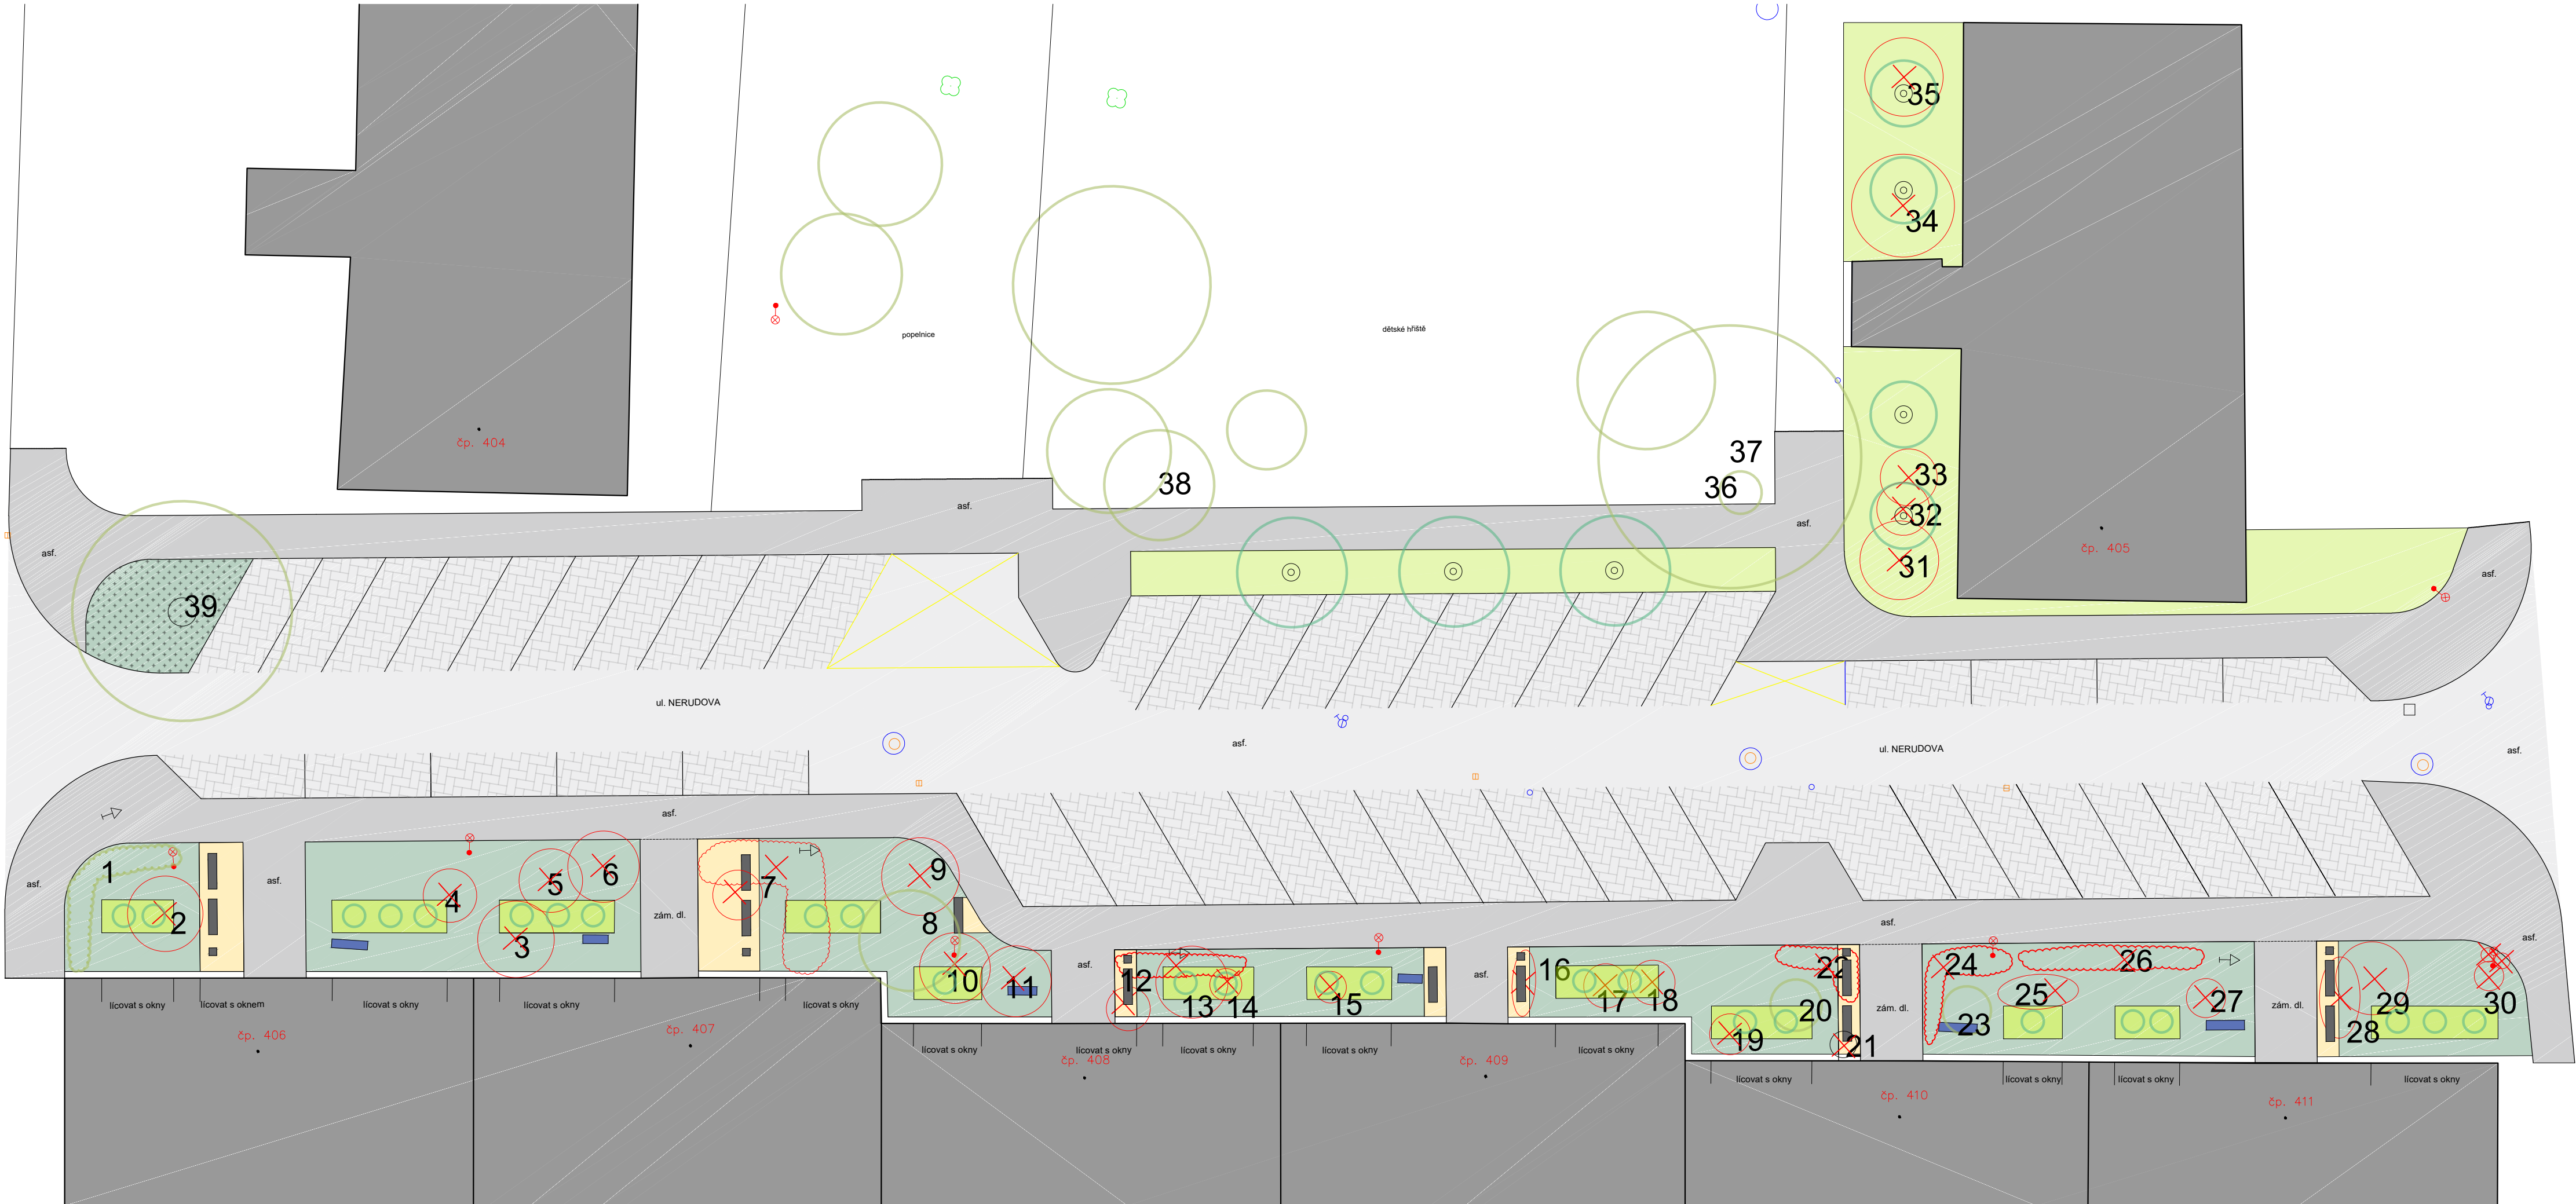 35
34
popelnice
dětské hřiště
čp. 404
37
38
36
33
asf.
asf.
32
asf.
čp. 405
31
asf.
39
ul. NERUDOVA
asf.
ul. NERUDOVA
asf.
asf.
1
asf.
asf.
2
4
5
6
3
zám. dl.
7
9
8
10
11
asf.
12
13
14
15
asf.
16
17
18
19
20
22
21
asf.
zám. dl.
24
23
25
26
27
zám. dl.
28
29
30
asf.
lícovat s okny
lícovat s oknem
lícovat s okny
lícovat s okny
lícovat s okny
čp. 406
čp. 407
lícovat s okny
lícovat s okny
lícovat s okny
lícovat s okny
lícovat s okny
čp. 408
čp. 409
lícovat s okny
lícovat s okny
lícovat s okny
lícovat s okny
čp. 410
čp. 411